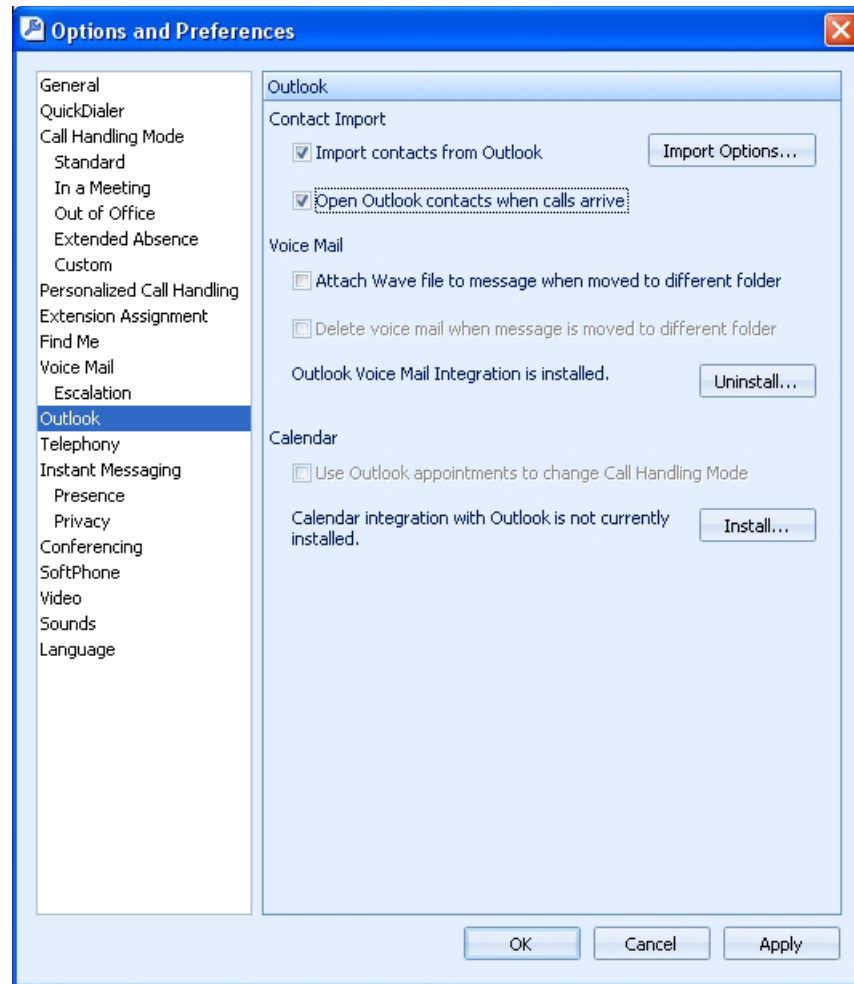 Options and Preferences
General
QuickDialer
Call Handling Mode
Standard
In a Meeting
Out of Office
Extended Absence
Custom
Personalized Call Handling
Extension Assignment
Find Me
Voice Mail
Escalation
Outlook
Telephony
Instant Messaging
Presence
Privacy
Conferencing
SoftPhone
Video
Sounds
Language
Outlook
Contact Import
Import contacts from Outlook
Import Options...
Open Outlook contacts when calls arrive
Voice Mail
Attach Wave file to message when moved to different folder
Delete voice mail when message is moved to different folder
Outlook Voice Mail Integration is installed.
Uninstall...
Calendar
Use Outlook appointments to change Call Handling Mode
Calendar integration with Outlook is not currently
installed.
Install...
OK
Cancel
Apply